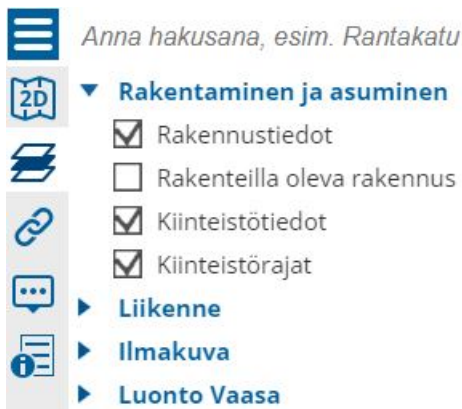 Anna hakusana, esim. Rantakatu
2D
Rakentaminen ja asuminen
Rakennustiedot
Rakenteilla oleva rakennus
Kiinteistötiedot
Kiinteistörajat
Liikenne
Ilmakuva
Luonto Vaasa